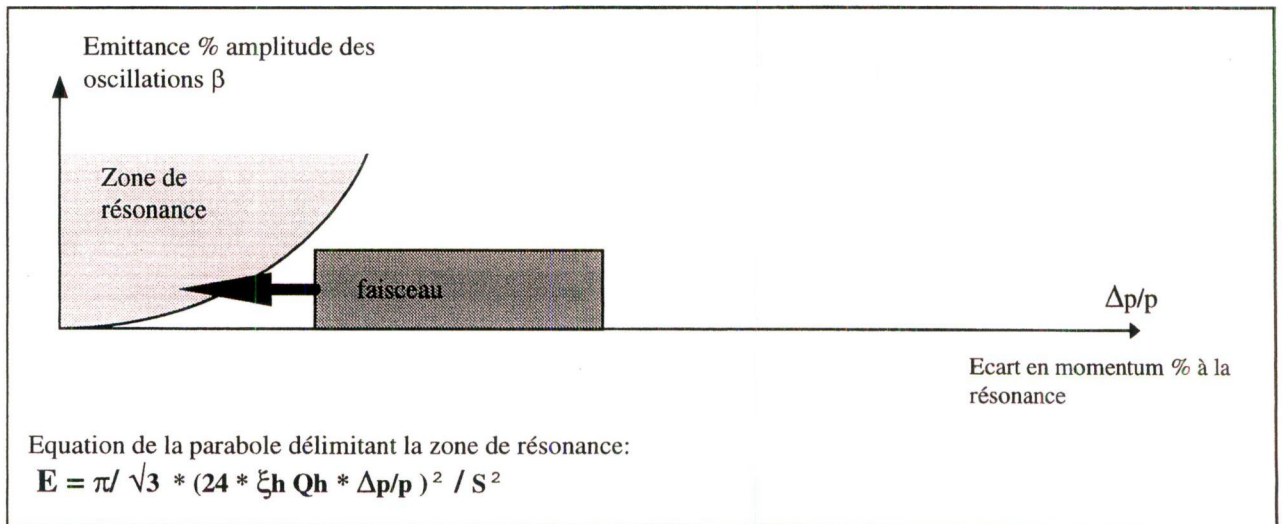 Emittance % amplitude des
oscillations β
Zone de
résonance
faisceau
Δp/p
Ecart en momentum % à la
résonance
Equation de la parabole délimitant la zone de résonance:
E = π/ √3 * (24 * ξh Qh * Δp/p )² / S²